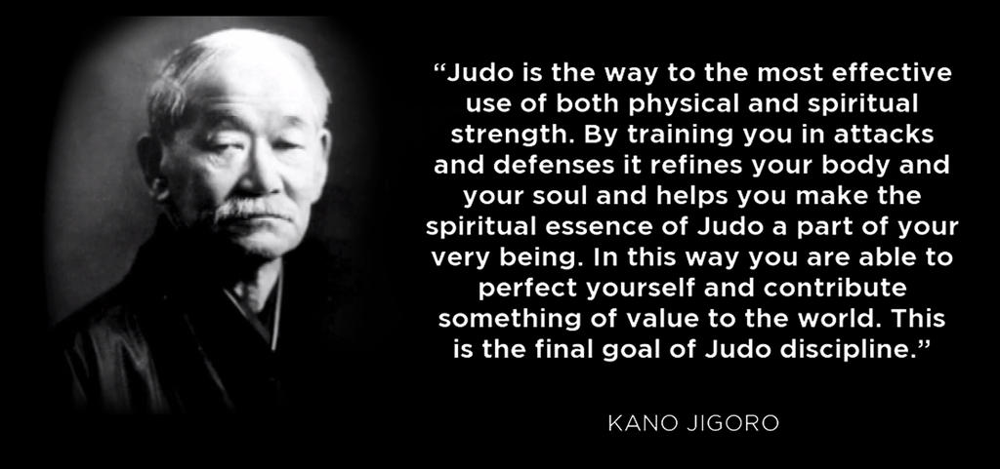 “Judo is the way to the most effective
use of both physical and spiritual
strength. By training you in attacks
and defenses it refines your body and
your soul and helps you make the
spiritual essence of Judo a part of your
very being. In this way you are able to
perfect yourself and contribute
something of value to the world. This
is the final goal of Judo discipline.”
KANO JIGORO